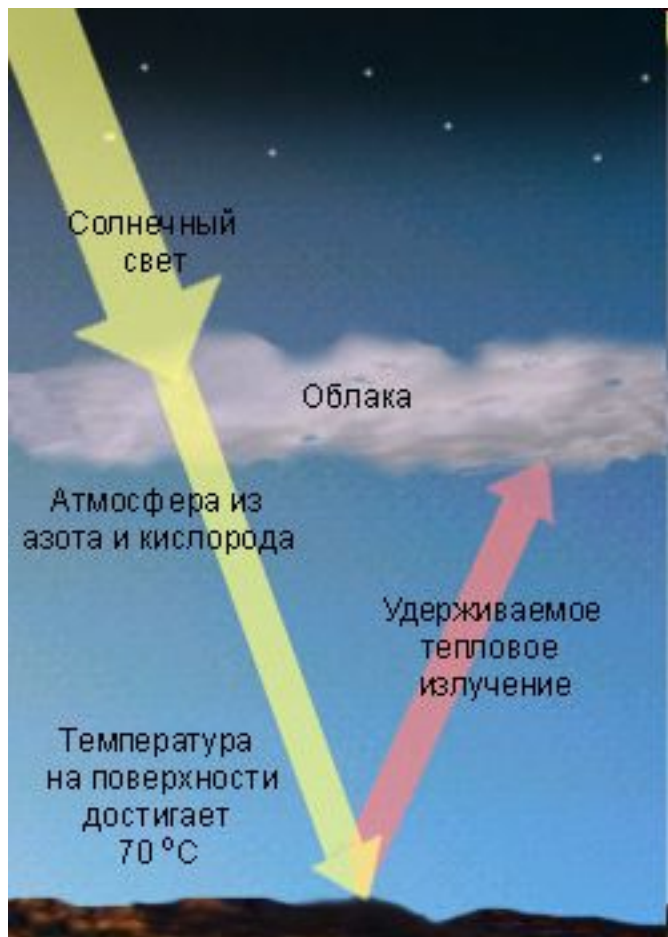 Солнечный
свет
Облака
Атмосфера из
азота и кислорода
Удерживаемое
тепловое
излучение
Температура
на поверхности
достигает
70 °C